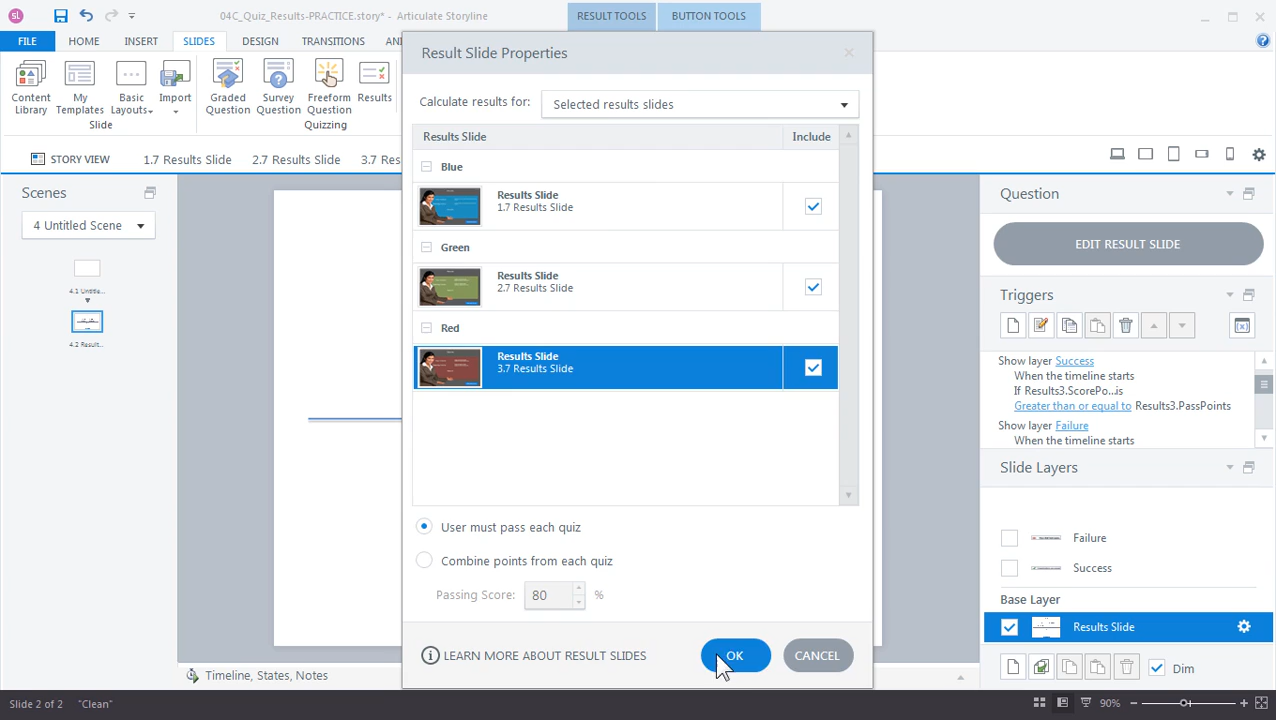 sl
04C_Quiz_Results-PRACTICE.story* - Articulate Storyline
RESULT TOOLS
BUTTON TOOLS
FILE
HOME
INSERT
SLIDES
DESIGN
TRANSITIONS
Content
Library
My
Templates
Basic
Layouts
Import
Slide
Graded
Question
Survey
Question
Freeform
Question
Results
Quizzing
STORY VIEW
1.7 Results Slide
2.7 Results Slide
Scenes
4 Untitled Scene
4.1 Untitle...
4.2 Result...
Result Slide Properties
Calculate results for:
Selected results slides
Results Slide
Include
Blue
Results Slide
1.7 Results Slide
Green
Results Slide
2.7 Results Slide
Red
Results Slide
3.7 Results Slide
User must pass each quiz
Combine points from each quiz
Passing Score:
80
%
LEARN MORE ABOUT RESULT SLIDES
OK
CANCEL
Question
EDIT RESULT SLIDE
Triggers
Show layer Success
When the timeline starts
If Results3.ScorePo...is
Greater than or equal to Results3.PassPoints
Show layer Failure
When the timeline starts
Slide Layers
Failure
Success
Base Layer
Results Slide
Dim
Timeline, States, Notes
Slide 2 of 2
"Clean"
90%